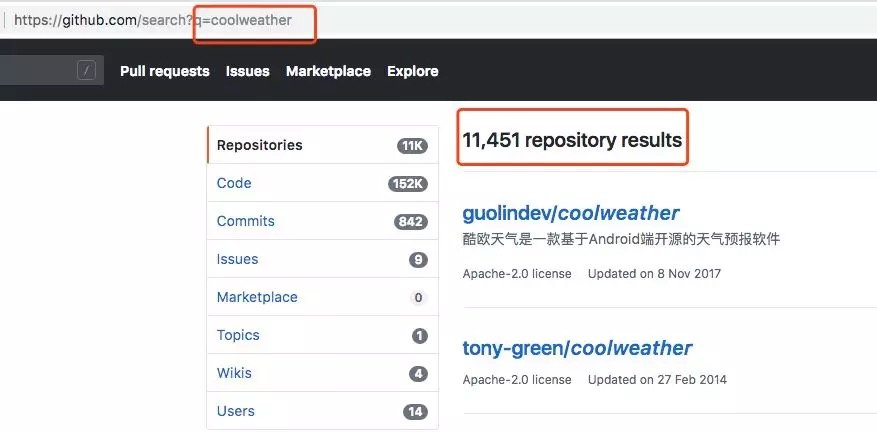 https://github.com/search?q=coolweather
/ Pull requests Issues Marketplace Explore
Repositories 11K
Code 152K
Commits 842
Issues 9
Marketplace 0
Topics 1
Wikis 4
Users 14
11,451 repository results
guolindev/coolweather
酷欧天气是一款基于Android端开源的天气预报软件
Apache-2.0 license Updated on 8 Nov 2017
tony-green/coolweather
Apache-2.0 license Updated on 27 Feb 2014